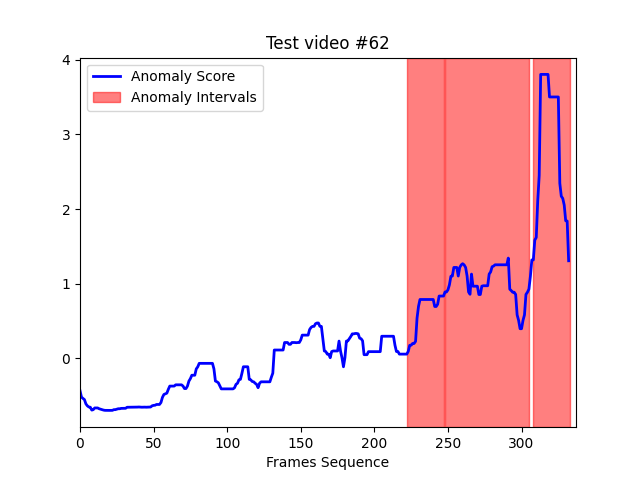 Test video #62
Anomaly Score
Anomaly Intervals
4
3
2
1
0
0 50 100 150 200 250 300
Frames Sequence